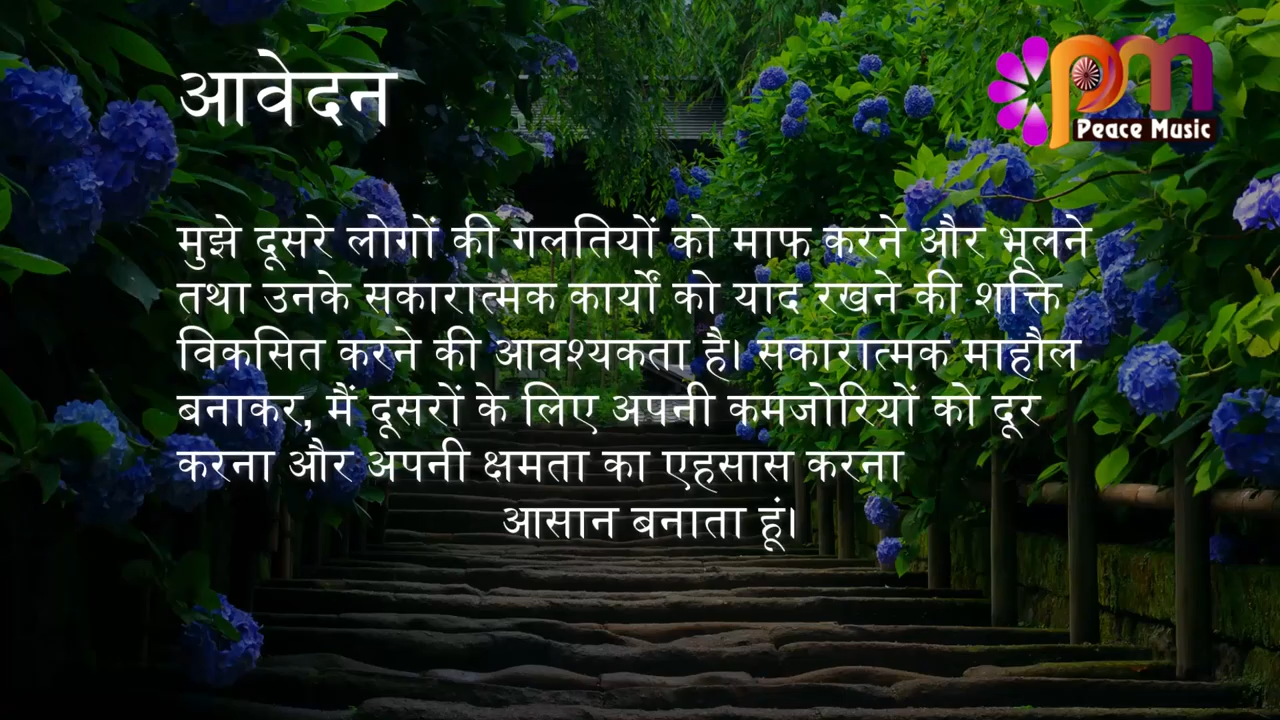 आवेदन
pm
Peace Music
मुझे दूसरे लोगों की गलतियों को माफ करने और भूलने
तथा उनके सकारात्मक कार्यों को याद रखने की शक्ति
विकसित करने की आवश्यकता है। सकारात्मक माहौल
बनाकर, मैं दूसरों के लिए अपनी कमजोरियों को दूर
करना और अपनी क्षमता का एहसास करना
आसान बनाता हूं।